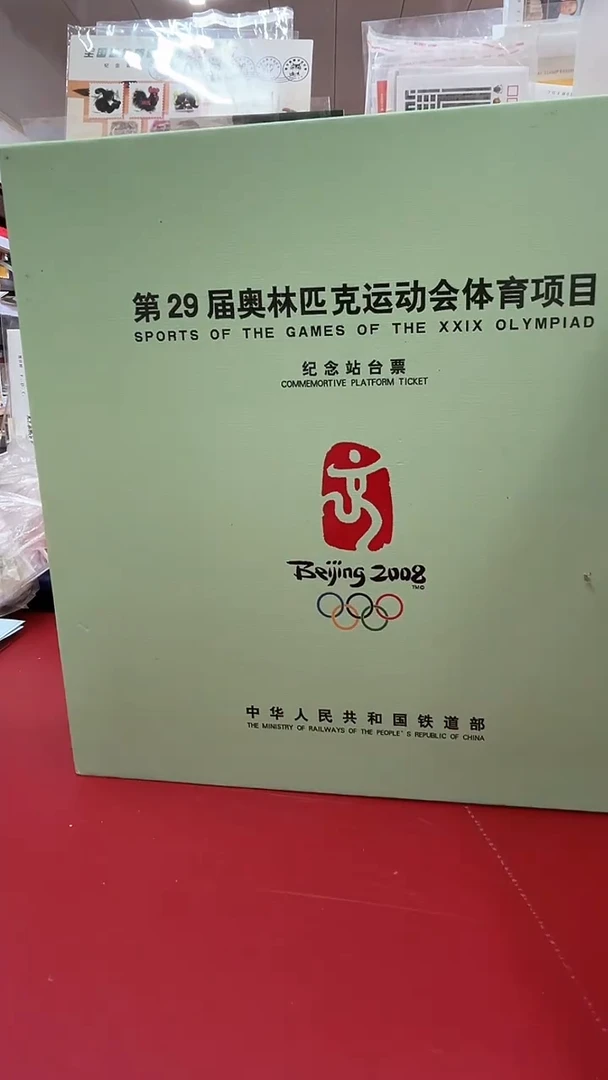 第29届奥林匹克运动会体育项目
SPORTS OF THE GAMES OF THE XXIX OLYMPIAD
纪念站台票
COMMEMORTIVE PLATFORM TICKET
Beijing 2008
TM©
中华人民共和国铁道部
THE MINISTRY OF RAILWAYS OF THE PEOPLE'S REPUBLIC OF CHINA